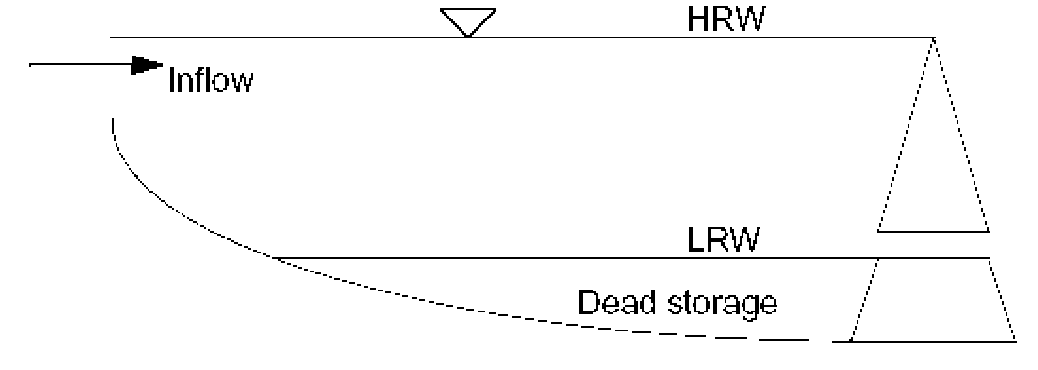 HRW
Inflow
LRW
Dead storage